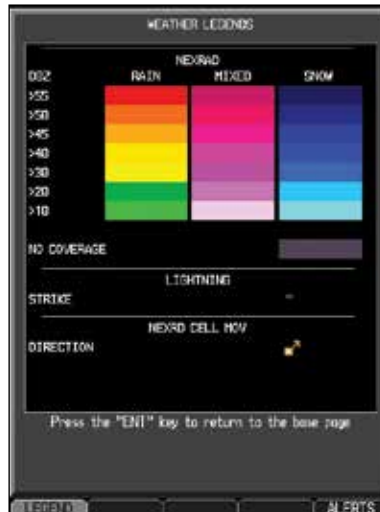 WEATHER LEGENDS
NEXRAD
DBZ RAIN MIXED SNOW
>55
>50
>45
>40
>30
>20
>10
NO COVERAGE
LIGHTNING
STRIKE
NEXRD CELL MOV
DIRECTION
Press the "ENT" key to return to the base page
LEGEND ALERTS